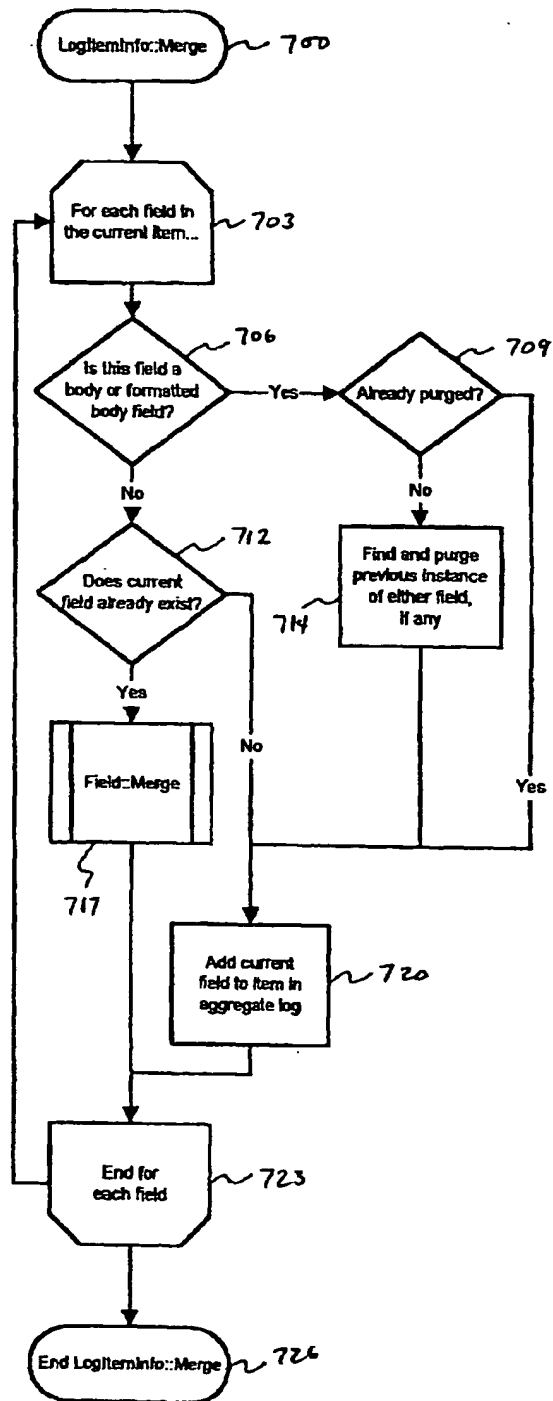 LogItemInfo::Merge
700
For each field in
the current item...
703
706
Is this field a
body or formatted
body field?
Yes
709
Already purged?
No
No
712
Does current
field already exist?
Find and purge
previous instance
of either field,
if any
714
Yes
No
Yes
Field::Merge
717
Add current
field to item in
aggregate log
720
End for
each field
723
End LogItemInfo::Merge
726